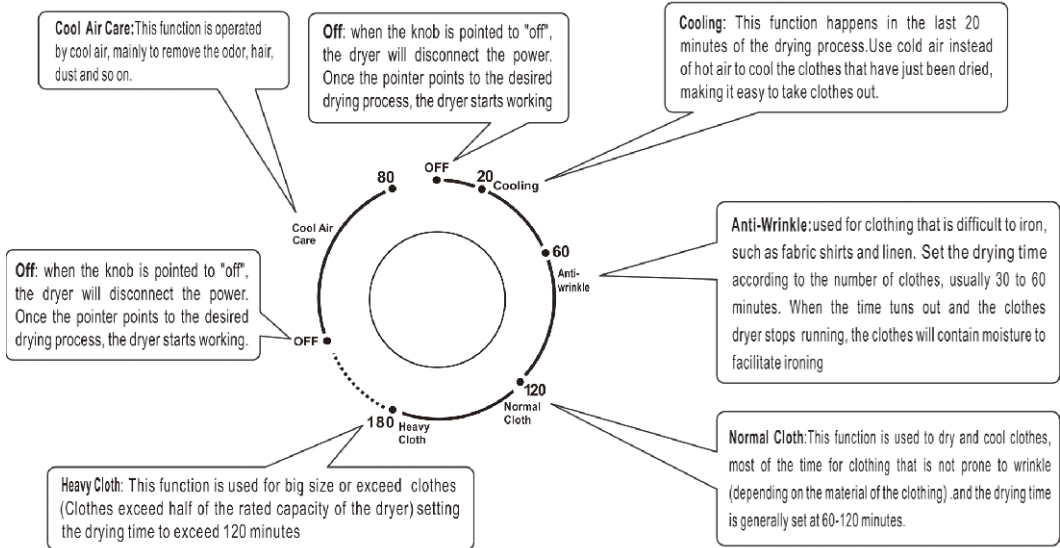 Cool Air Care:This function is operated
by cool air, mainly to remove the odor, hair,
dust and so on.
Off: when the knob is pointed to "off",
the dryer will disconnect the power.
Once the pointer points to the desired
drying process, the dryer starts working
Cooling: This function happens in the last 20
minutes of the drying process.Use cold air instead
of hot air to cool the clothes that have just been dried,
making it easy to take clothes out.
OFF
80
20
Cooling
Cool Air
Care
60
Anti-
wrinkle
Anti-Wrinkle:used for clothing that is difficult to iron,
such as fabric shirts and linen. Set the drying time
according to the number of clothes, usually 30 to 60
minutes. When the time tuns out and the clothes
dryer stops running, the clothes will contain moisture to
facilitate ironing
Off: when the knob is pointed to "off",
the dryer will disconnect the power.
Once the pointer points to the desired
drying process, the dryer starts working.
OFF
120
Normal
Cloth
180
Heavy
Cloth
Normal Cloth:This function is used to dry and cool clothes,
most of the time for clothing that is not prone to wrinkle
(depending on the material of the clothing) .and the drying time
is generally set at 60-120 minutes.
Heavy Cloth: This function is used for big size or exceed clothes
(Clothes exceed half of the rated capacity of the dryer) setting
the drying time to exceed 120 minutes